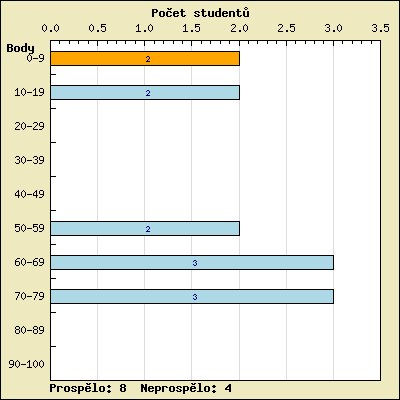 Počet studentů
0.0 0.5 1.0 1.5 2.0 2.5 3.0 3.5
Body
0-9 2
10-19 2
20-29
30-39
40-49
50-59 2
60-69 3
70-79 3
80-89
90-100
Prospělo: 8 Neprospělo: 4